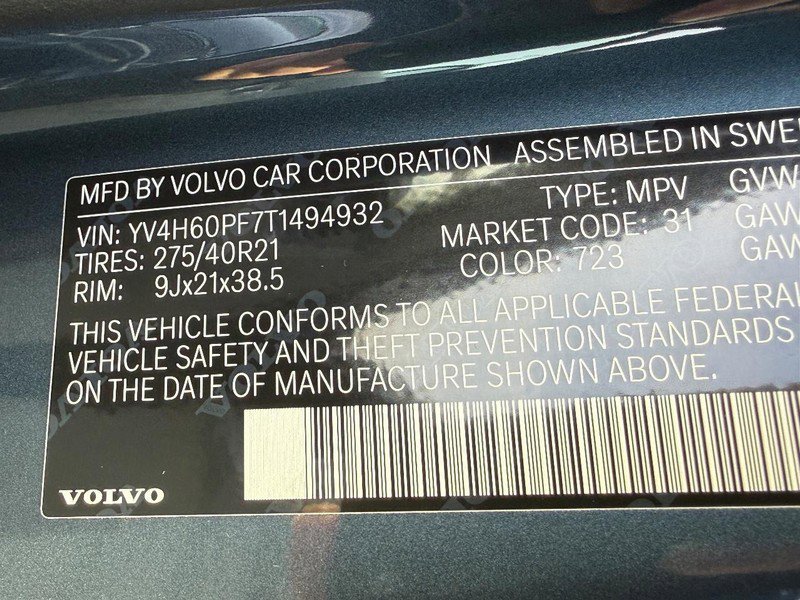 MFD BY VOLVO CAR CORPORATION ASSEMBLED IN SWE
VIN: YV4H60PF7T1494932 TYPE: MPV GVW
TIRES: 275/40R21 MARKET CODE: 31 GAW
RIM: 9Jx21x38.5 COLOR: 723 GAW
THIS VEHICLE CONFORMS TO ALL APPLICABLE FEDERAL
VEHICLE SAFETY AND THEFT PREVENTION STANDARDS
ON THE DATE OF MANUFACTURE SHOWN ABOVE.
VOLVO